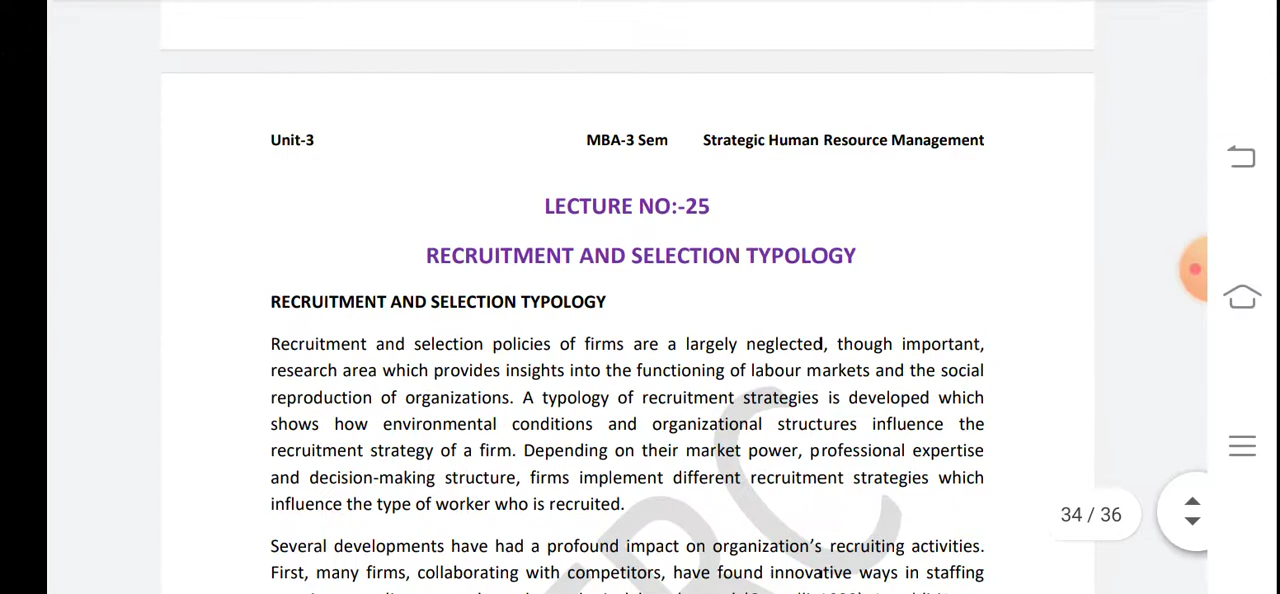 Unit-3 MBA-3 Sem Strategic Human Resource Management
LECTURE NO:-25
RECRUITMENT AND SELECTION TYPOLOGY
RECRUITMENT AND SELECTION TYPOLOGY
Recruitment and selection policies of firms are a largely neglected, though important,
research area which provides insights into the functioning of labour markets and the social
reproduction of organizations. A typology of recruitment strategies is developed which
shows how environmental conditions and organizational structures influence the
recruitment strategy of a firm. Depending on their market power, professional expertise
and decision-making structure, firms implement different recruitment strategies which
influence the type of worker who is recruited.
34 / 36
Several developments have had a profound impact on organization’s recruiting activities.
First, many firms, collaborating with competitors, have found innovative ways in staffing